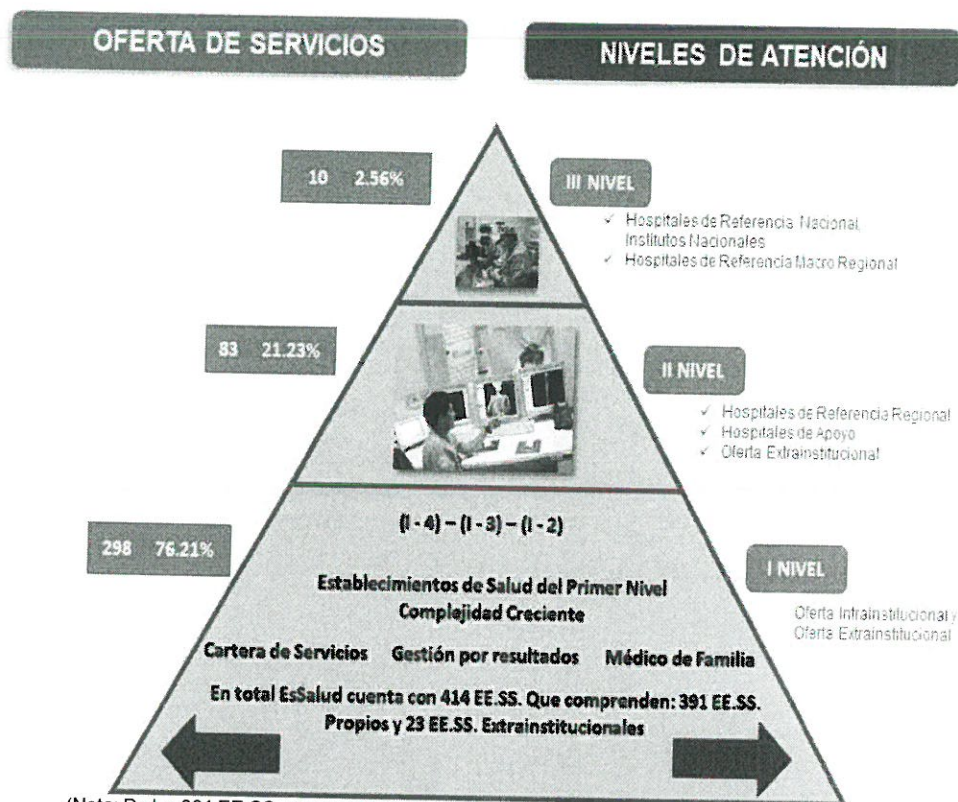 OFERTA DE SERVICIOS
NIVELES DE ATENCIÓN
10 2.56%
III NIVEL
✓ Hospitales de Referencia Nacional,
Institutos Nacionales
✓ Hospitales de Referencia Macro Regional
83 21.23%
II NIVEL
✓ Hospitales de Referencia Regional
✓ Hospitales de Apoyo
✓ Oferta Extrainstitucional
(I - 4) – (I - 3) – (I - 2)
298 76.21%
I NIVEL
Establecimientos de Salud del Primer Nivel
Complejidad Creciente
Oferta Intrainstitucional y
Oferta Extrainstitucional
Cartera de Servicios Gestión por resultados Médico de Familia
En total EsSalud cuenta con 414 EE.SS. Que comprenden: 391 EE.SS.
Propios y 23 EE.SS. Extrainstitucionales
(Nota: